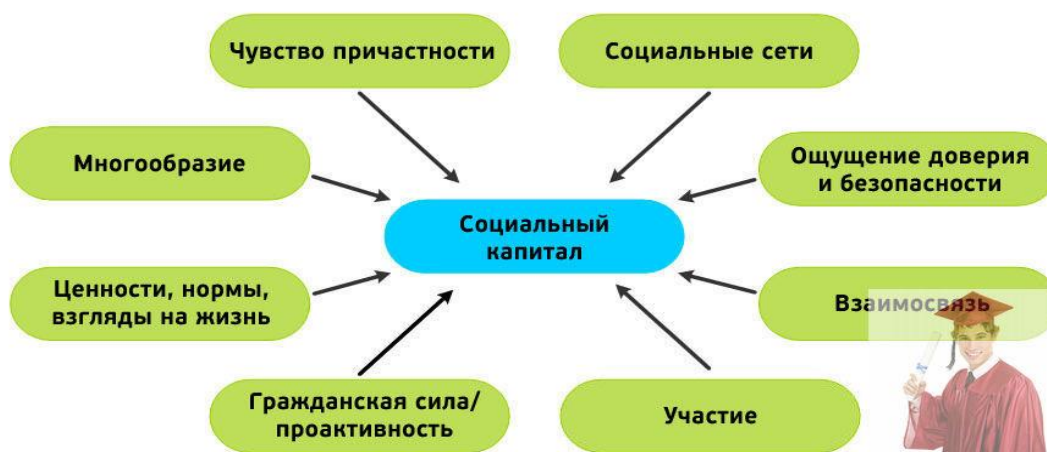 Чувство причастности
Социальные сети
Многообразие
Ощущение доверия
и безопасности
Социальный
капитал
Ценности, нормы,
взгляды на жизнь
Взаимосвязь
Гражданская сила/
проактивность
Участие